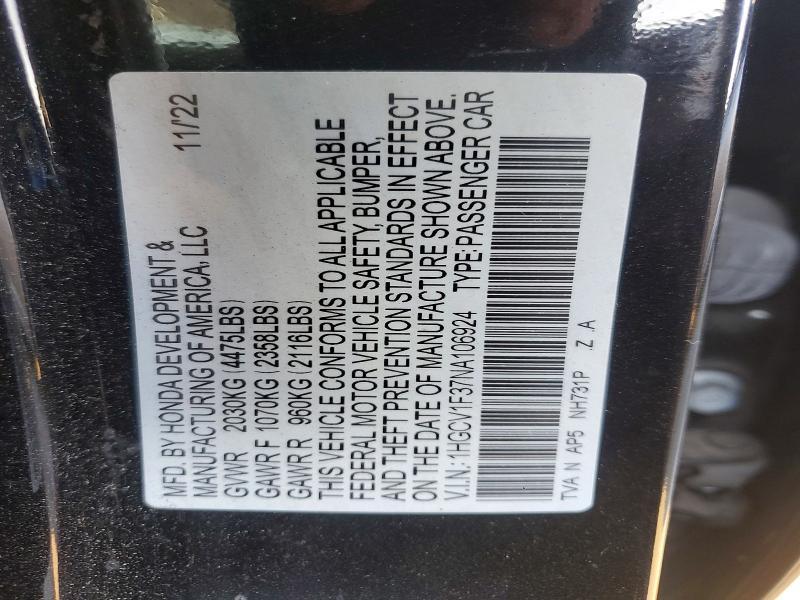 MFD. BY HONDA DEVELOPMENT &
MANUFACTURING OF AMERICA, LLC 11/'22
GVWR 2030KG (4475LBS)
GAWR F 1070KG (2358LBS)
GAWR R 960KG (2116LBS)
THIS VEHICLE CONFORMS TO ALL APPLICABLE
FEDERAL MOTOR VEHICLE SAFETY, BUMPER,
AND THEFT PREVENTION STANDARDS IN EFFECT
ON THE DATE OF MANUFACTURE SHOWN ABOVE.
V.I.N.:1HGCV1F37NA106924 TYPE:PASSENGER CAR
TVA N AP5 NH731P Z .A